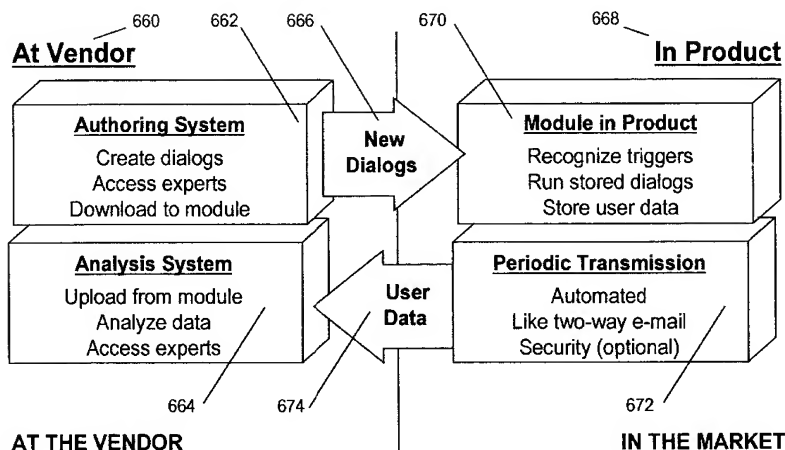 660
662
666
670
668
At Vendor
In Product
Authoring System
Create dialogs
Access experts
Download to module
New
Dialogs
Module in Product
Recognize triggers
Run stored dialogs
Store user data
Analysis System
Upload from module
Analyze data
Access experts
User
Data
Periodic Transmission
Automated
Like two-way e-mail
Security (optional)
664
674
672
AT THE VENDOR
IN THE MARKET